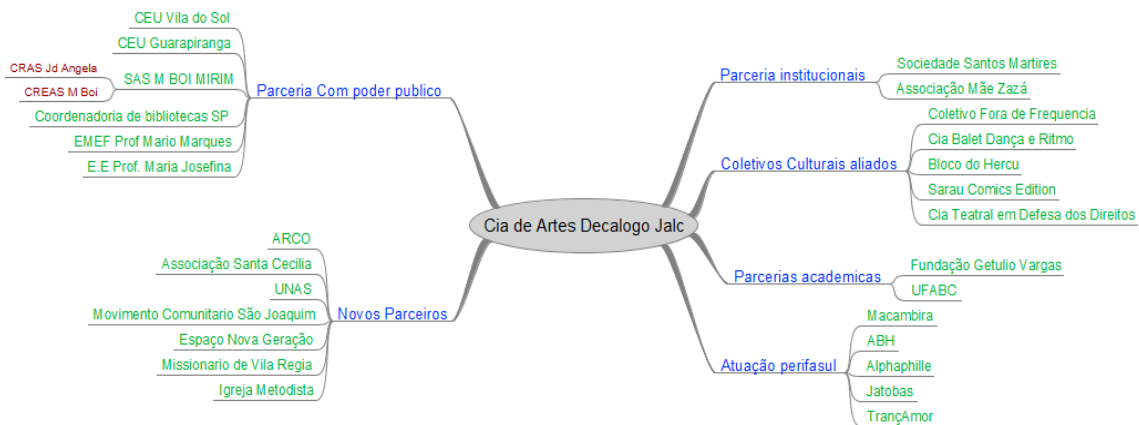 Cia de Artes Decalogo Jalc
Parceria Com poder publico
CEU Vila do Sol
CEU Guarapiranga
SAS M BOI MIRIM
CRAS Jd Angela
CREAS M Boi
Coordenadoria de bibliotecas SP
EMEF Prof Mario Marques
E.E Prof. Maria Josefina
Novos Parceiros
ARCO
Associação Santa Cecilia
UNAS
Movimento Comunitario São Joaquim
Espaço Nova Geração
Missionario de Vila Regia
Igreja Metodista
Parceria institucionais
Sociedade Santos Martires
Associação Mãe Zazá
Coletivos Culturais aliados
Coletivo Fora de Frequencia
Cia Balet Dança e Ritmo
Bloco do Hercu
Sarau Comics Edition
Cia Teatral em Defesa dos Direitos
Parcerias academicas
Fundação Getulio Vargas
UFABC
Atuação perifasul
Macambira
ABH
Alphaphille
Jatobas
TrançAmor